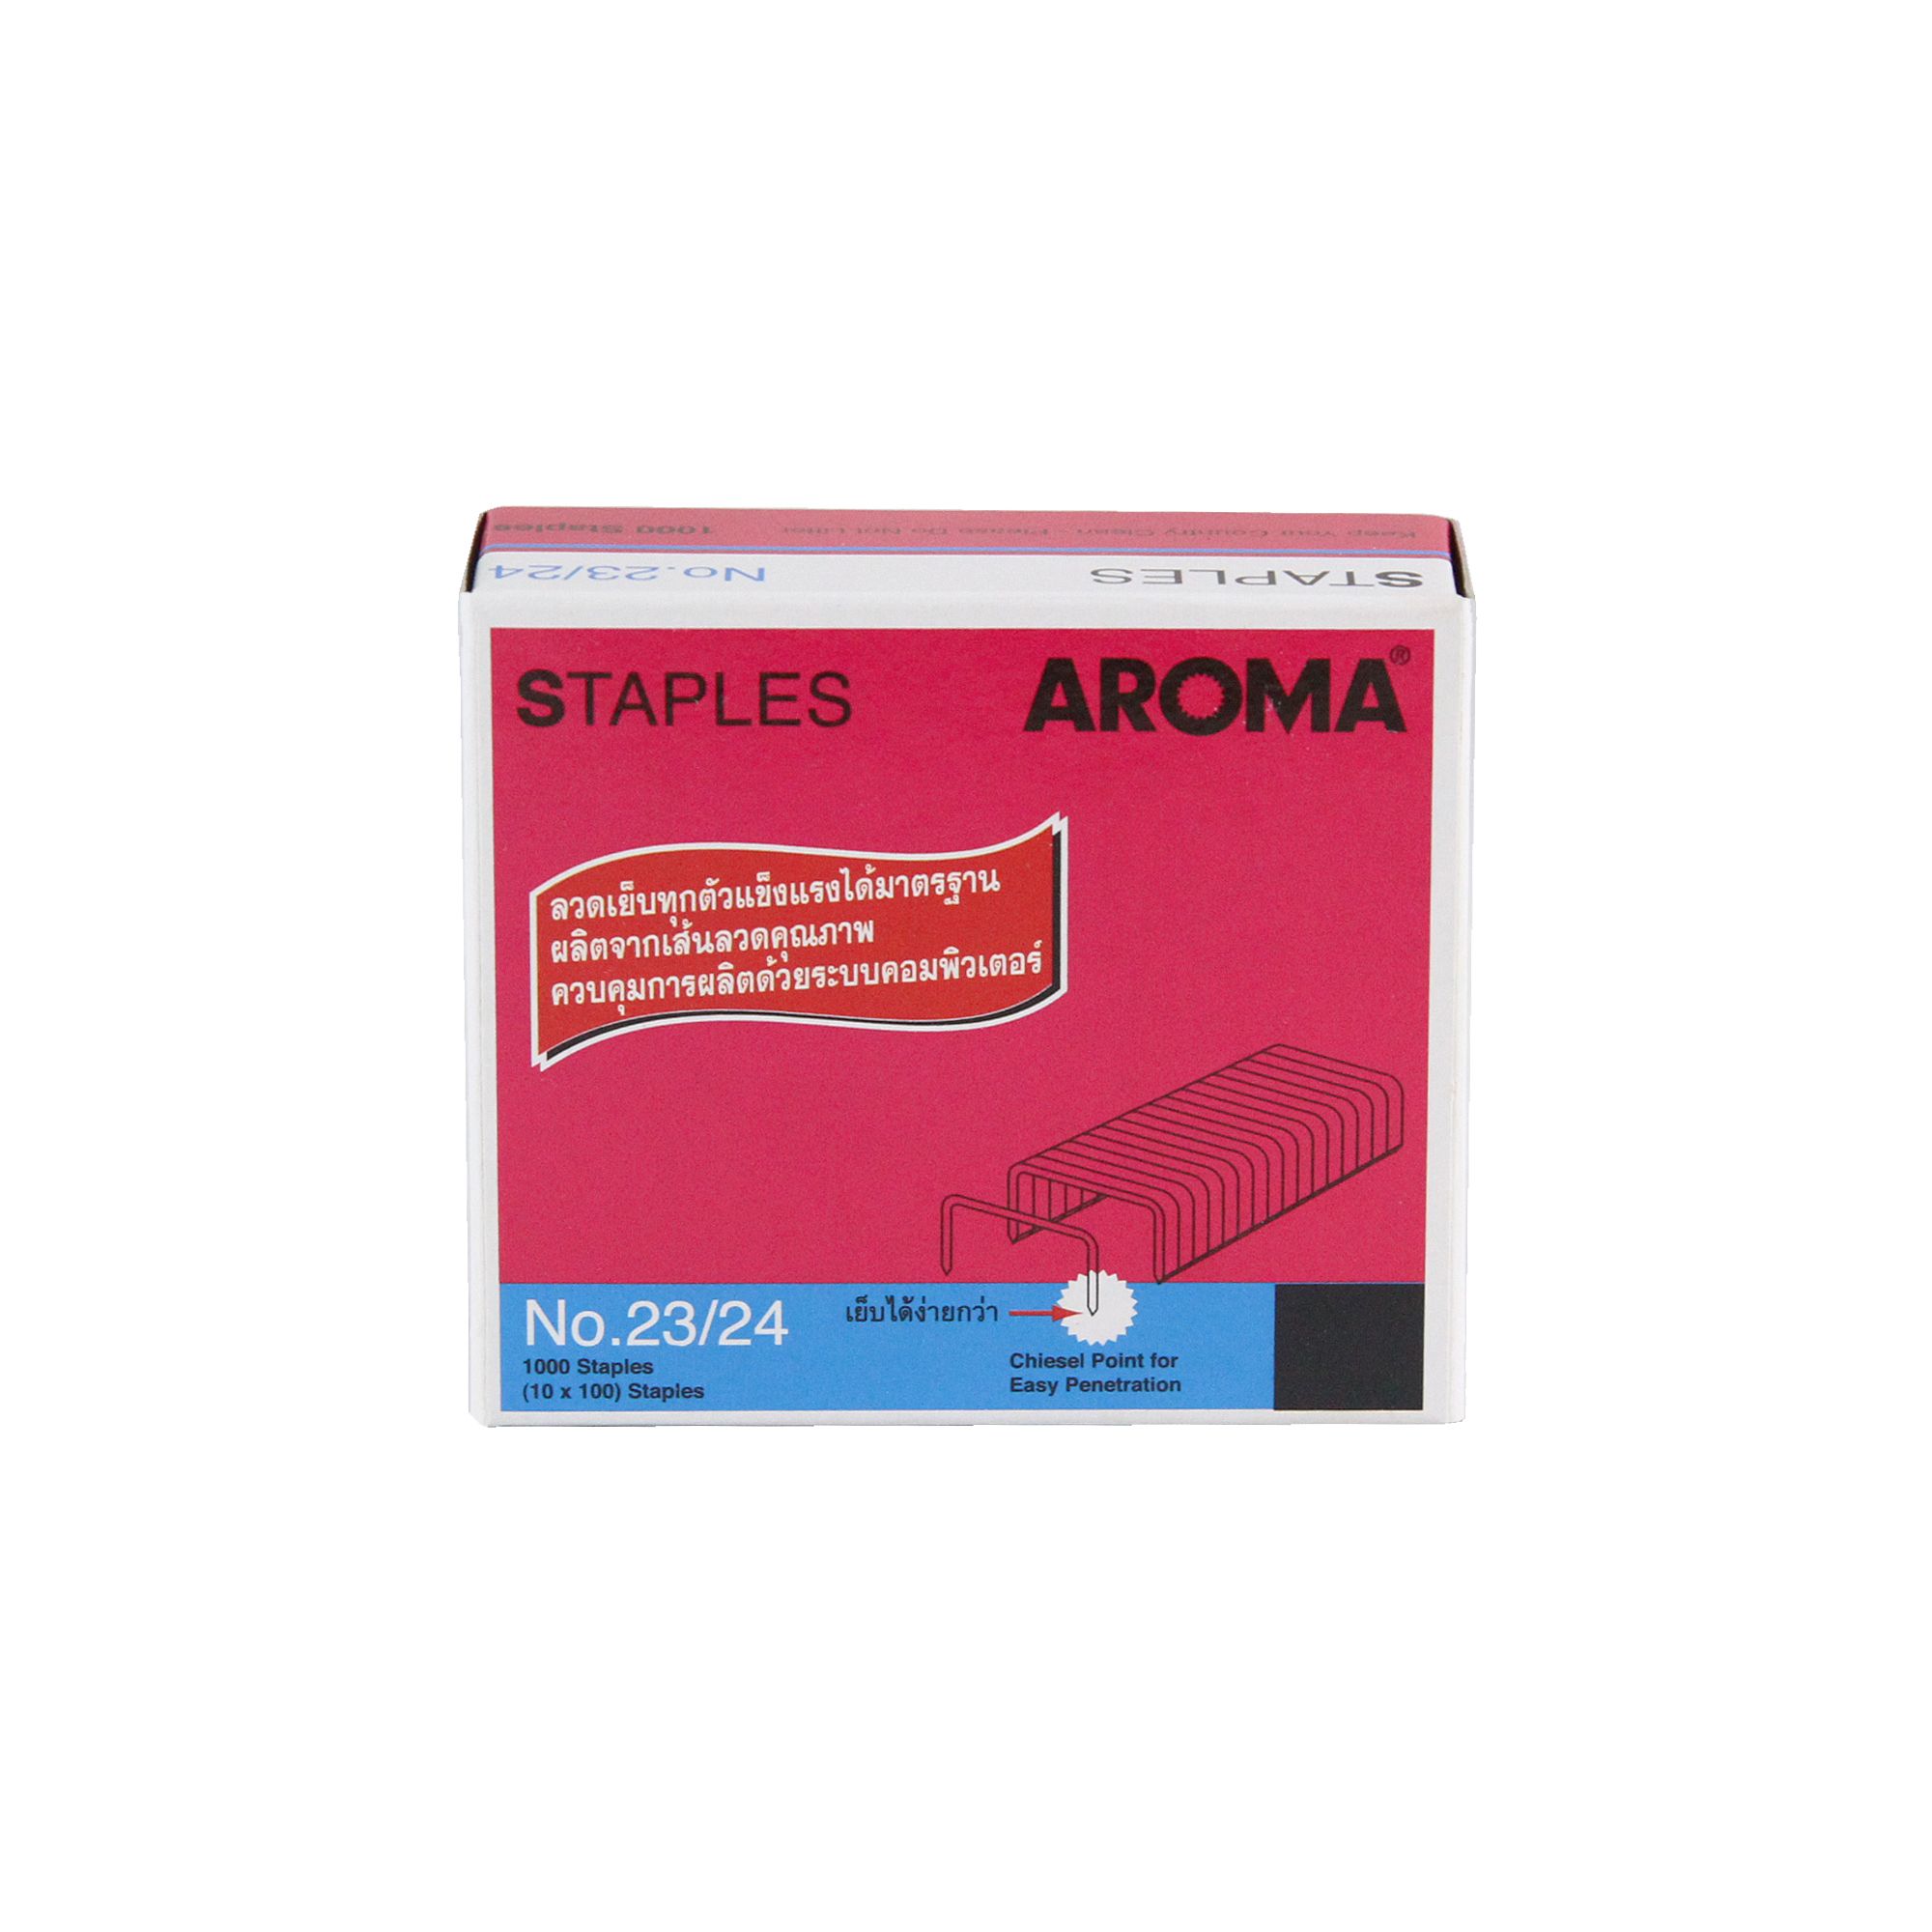 1000 Staples Please Do Not Litter Keep Your Country Clean
No.23/24 STAPLES
STAPLES AROMA®
ลวดเย็บทุกตัวแข็งแรงได้มาตรฐาน
ผลิตจากเส้นลวดคุณภาพ
ควบคุมการผลิตด้วยระบบคอมพิวเตอร์
No.23/24
เย็บได้ง่ายกว่า
1000 Staples
(10 x 100) Staples
Chiesel Point for
Easy Penetration